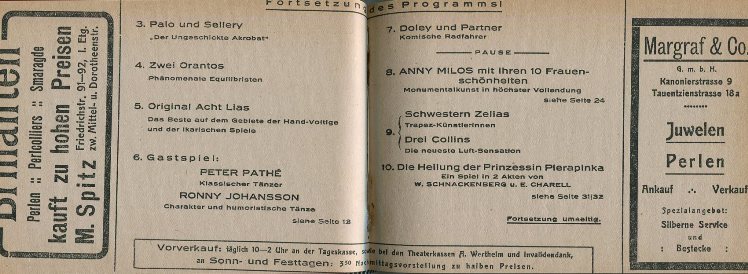 Brillanten
Perlen :: Perlcolliers :: Smaragde
kauft zu hohen Preisen
M. Spitz Friedrichstr. 91–92, I. Etg.
zw. Mittel- u. Dorotheenstr.
Fortsetzung des Programms!
3. Palo und Sellery
„Der Ungeschickte Akrobat"
4. Zwei Orantos
Phänomenale Equilibristen
5. Original Acht Lias
Das Beste auf dem Gebiete der Hand-Voltige
und der Ikarischen Spiele
6. Gastspiel:
PETER PATHÉ
Klassischer Tänzer
RONNY JOHANSSON
Charakter und humoristische Tänze
siehe Seite 18
7. Doley und Partner
Komische Radfahrer
PAUSE
8. ANNY MILOS mit ihren 10 Frauen-
schönheiten
Monumentalkunst in höchster Vollendung
siehe Seite 24
9. Schwestern Zelias
Trapez-Künstlerinnen
Drei Collins
Die neueste Luft-Sensation
10. Die Heilung der Prinzessin Pierapinka
Ein Spiel in 2 Akten von
W. SCHNACKENBERG u. E. CHARELL
siehe Seite 31/32
Fortsetzung umseitig.
Vorverkauf: täglich 10–2 Uhr an der Tageskasse, sowie bei den Theaterkassen A. Wertheim und Invalidendank,
an Sonn- und Festtagen: 3³⁰ Nachmittagsvorstellung zu halben Preisen.
Margraf & Co.
G. m. b. H.
Kanonierstrasse 9
Tauentzienstrasse 18a
Juwelen
Perlen
Ankauf .·. Verkauf
Spezialangebot:
Silberne Service
und
: Bestecke :